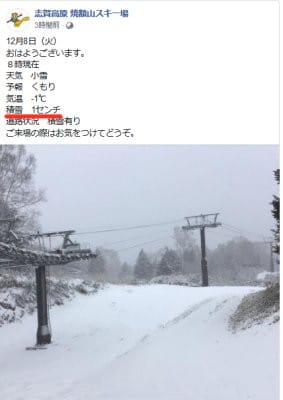 志賀高原 焼額山スキー場
3時間前・
12月8日（火）
おはようございます。
８時現在
天気　小雪
予報　くもり
気温　-1℃
積雪　1センチ
道路状況　積雪有り
ご来場の際はお気をつけてどうぞ。